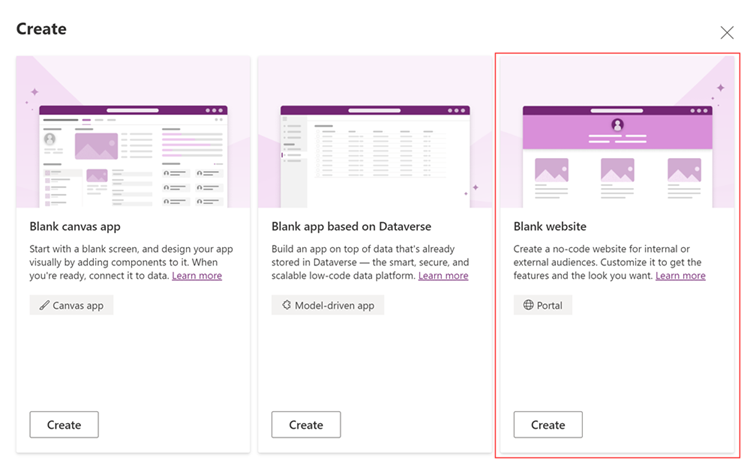 Create
Blank canvas app
Start with a blank screen, and design your app
visually by adding components to it. When
you're ready, connect it to data. Learn more
Canvas app
Create
Blank app based on Dataverse
Build an app on top of data that's already
stored in Dataverse — the smart, secure, and
scalable low-code data platform. Learn more
Model-driven app
Create
Blank website
Create a no-code website for internal or
external audiences. Customize it to get the
features and the look you want. Learn more
Portal
Create